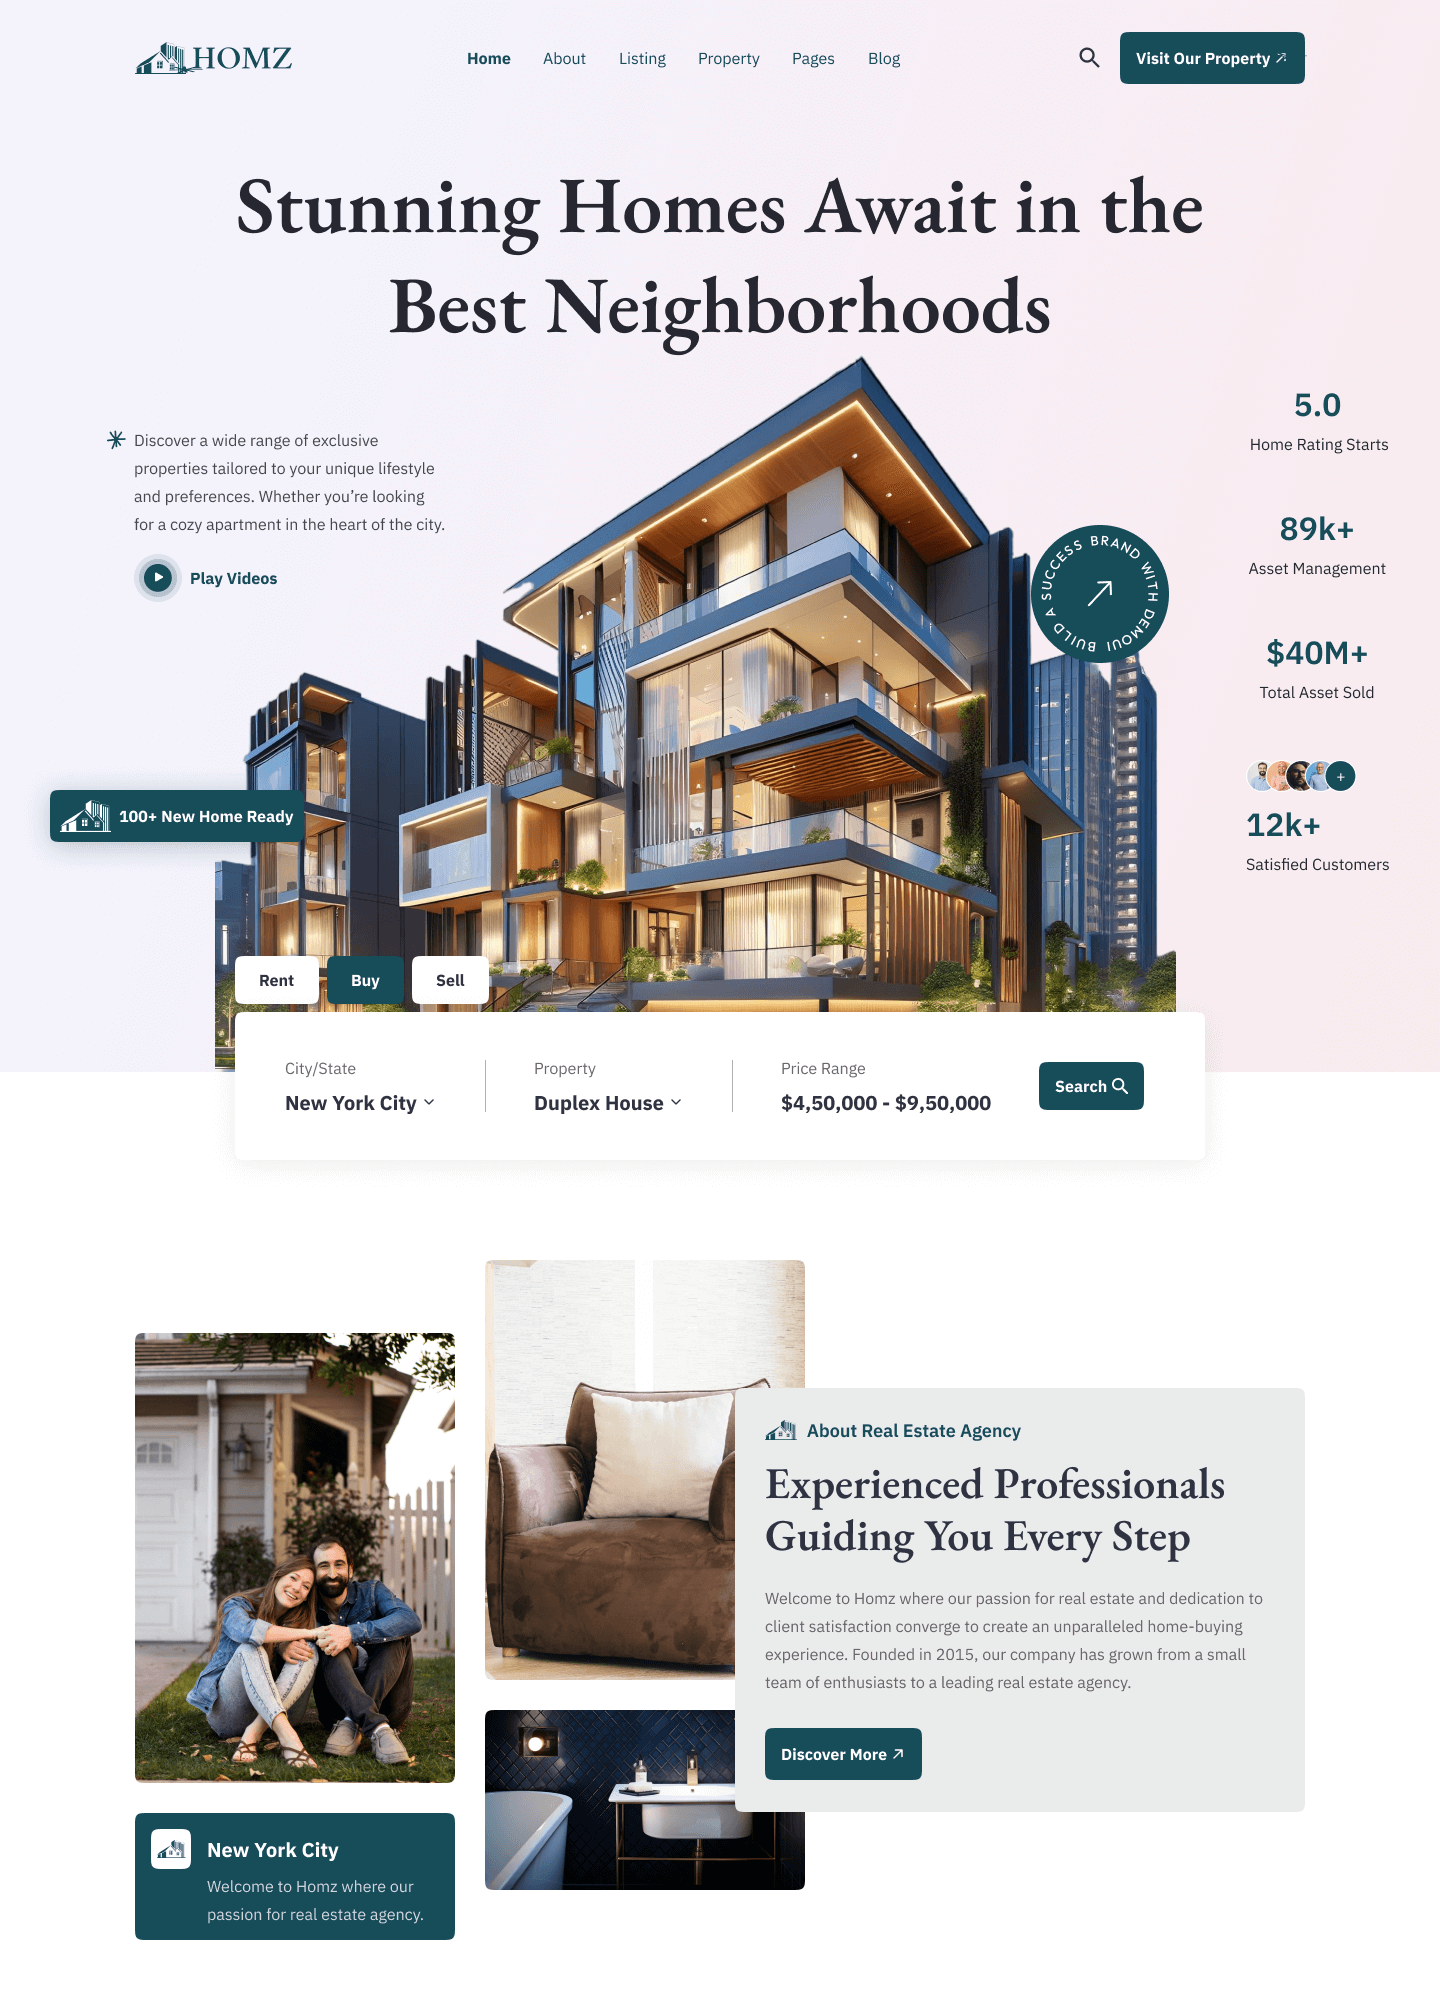 HOMZ
Home
About
Listing
Property
Pages
Blog
Visit Our Property
Stunning Homes Await in the
Best Neighborhoods
Discover a wide range of exclusive
properties tailored to your unique lifestyle
and preferences. Whether you’re looking
for a cozy apartment in the heart of the city.
Play Videos
BUILD A SUCCESS BRAND WITH DEMOUI
5.0
Home Rating Starts
89k+
Asset Management
$40M+
Total Asset Sold
+
12k+
Satisfied Customers
100+ New Home Ready
Rent
Buy
Sell
City/State
New York City
Property
Duplex House
Price Range
$4,50,000 - $9,50,000
Search
4313
About Real Estate Agency
Experienced Professionals
Guiding You Every Step
Welcome to Homz where our passion for real estate and dedication to
client satisfaction converge to create an unparalleled home-buying
experience. Founded in 2015, our company has grown from a small
team of enthusiasts to a leading real estate agency.
Discover More
New York City
Welcome to Homz where our
passion for real estate agency.